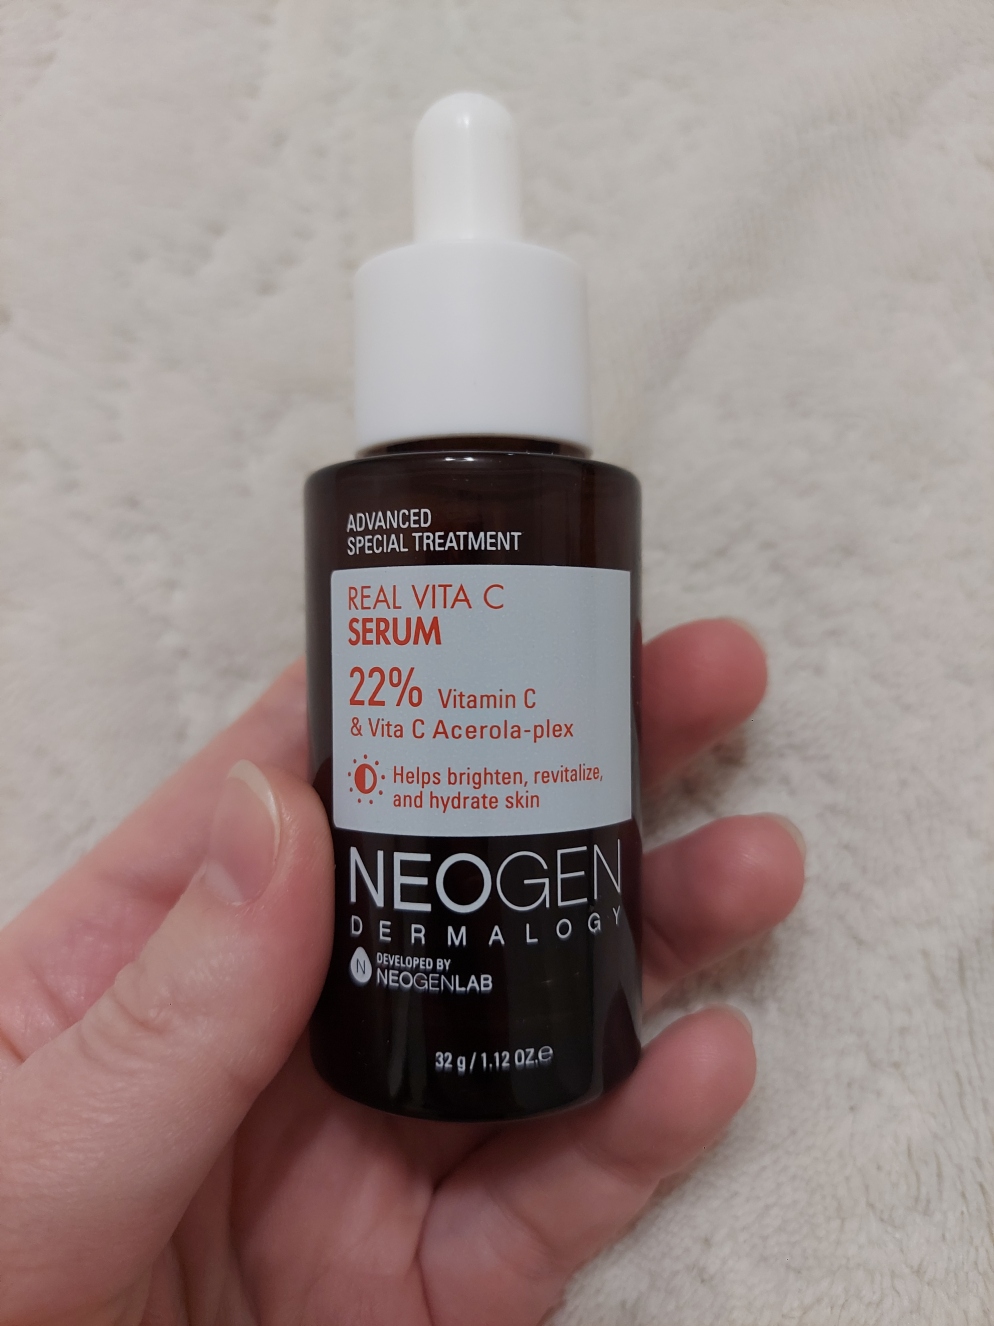 ADVANCED
SPECIAL TREATMENT
REAL VITA C
SERUM
22% Vitamin C
& Vita C Acerola-plex
Helps brighten, revitalize,
and hydrate skin
NEOGEN
DERMALOGY
N
DEVELOPED BY
NEOGENLAB
32 g / 1.12 OZ.℮